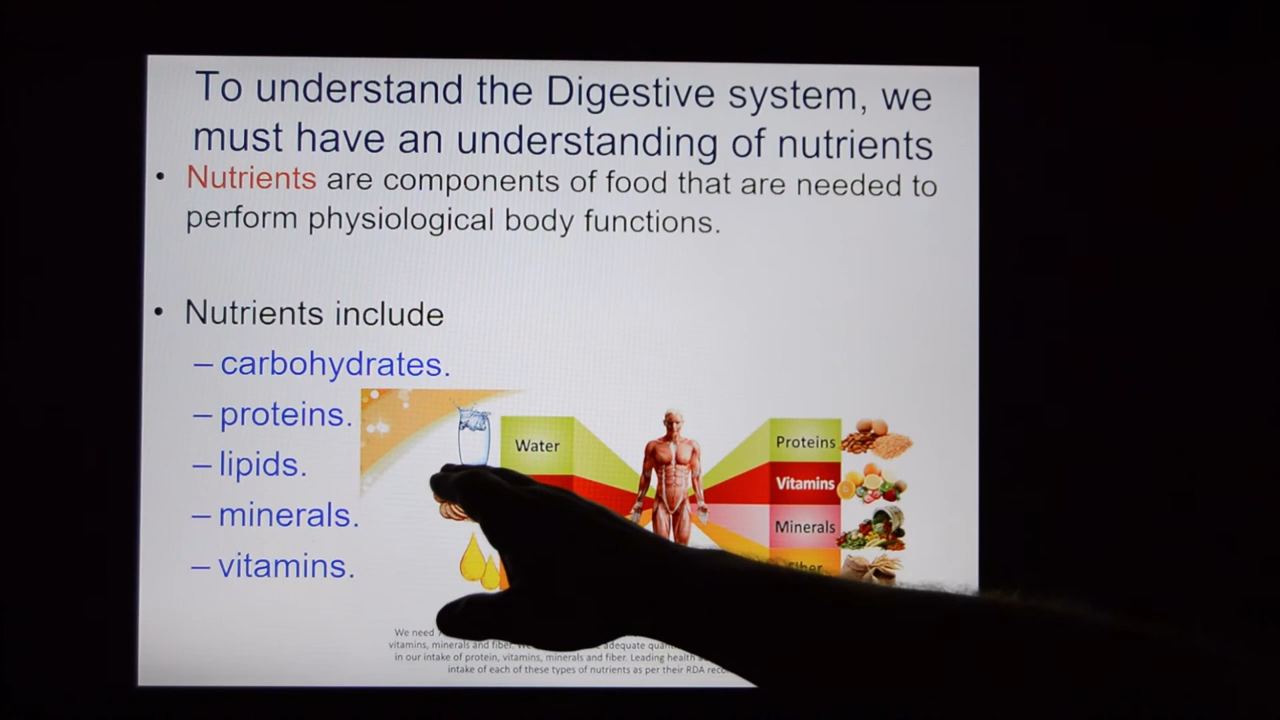 To understand the Digestive system, we
must have an understanding of nutrients
• Nutrients are components of food that are needed to
perform physiological body functions.
• Nutrients include
– carbohydrates.
– proteins.
– lipids.
– minerals.
– vitamins.
Water
Proteins
Vitamins
Minerals
Fiber
We need
vitamins, minerals and fiber. adequate
in our intake of protein, vitamins, minerals and fiber. Leading health
intake of each of these types of nutrients as per their RDA